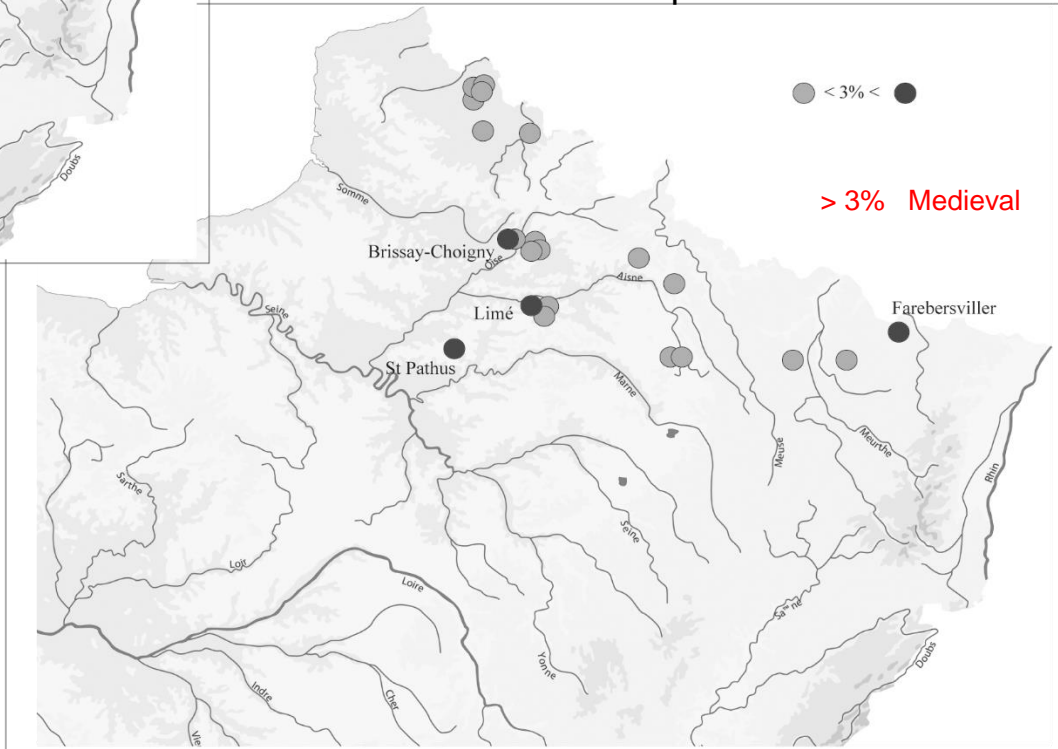 Doubs
< 3% <
> 3% Medieval
Somme
Brissay-Choigny
Oise
Aisne
Seine
Limé
Farebersviller
St Pathus
Marne
Meuse
Meurthe
Rhin
Sarthe
Seine
Loir
Loire
Yonne
Doubs
Indre
Cher
Vie